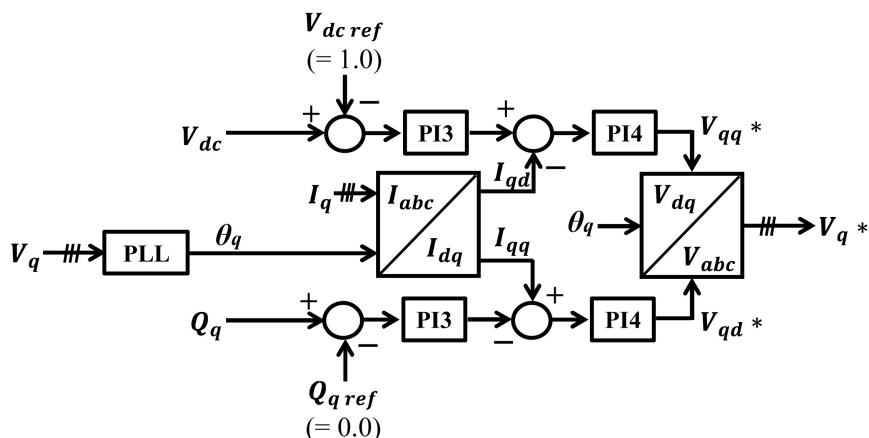 V_dc ref
(= 1.0)
+ −
V_dc PI3 + − PI4 V_qq *
I_q I_abc I_dq I_qd I_qq
V_q PLL θ_q
θ_q V_dq V_abc V_q *
+ −
Q_q PI3 − + PI4 V_qd *
Q_q ref
(= 0.0)